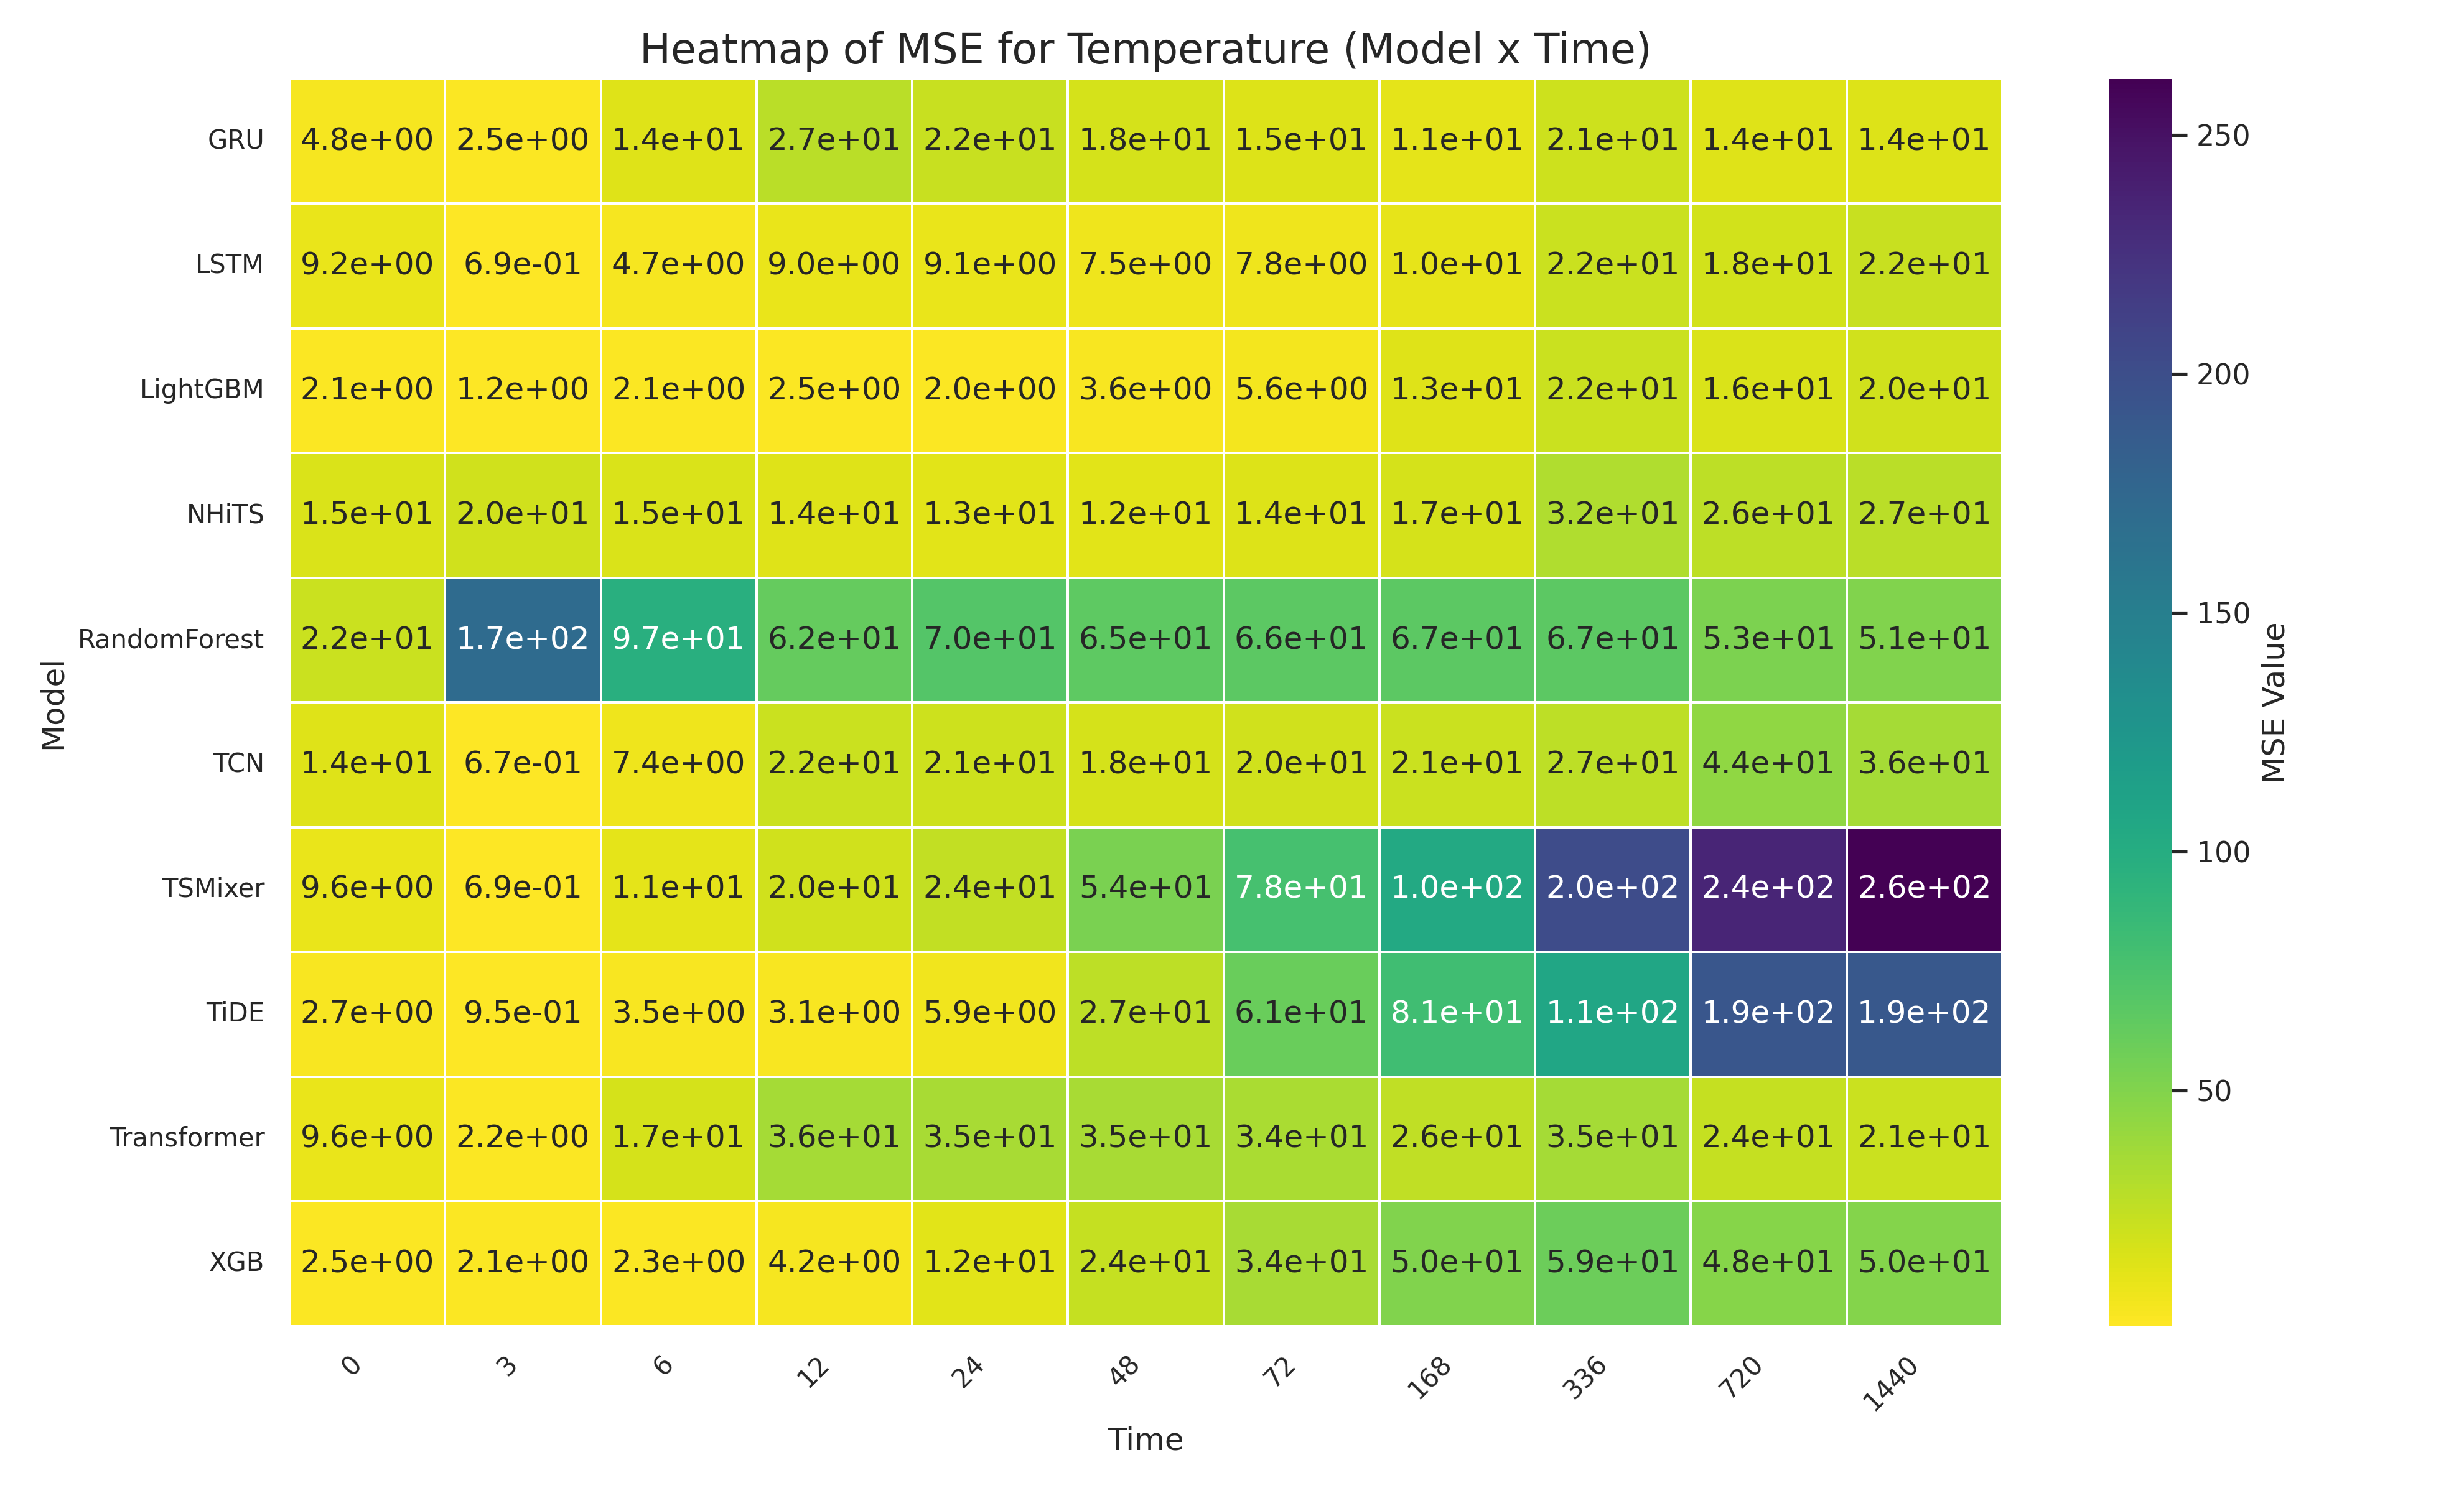 Heatmap of MSE for Temperature (Model x Time)
GRU 4.8e+00 2.5e+00 1.4e+01 2.7e+01 2.2e+01 1.8e+01 1.5e+01 1.1e+01 2.1e+01 1.4e+01 1.4e+01
LSTM 9.2e+00 6.9e-01 4.7e+00 9.0e+00 9.1e+00 7.5e+00 7.8e+00 1.0e+01 2.2e+01 1.8e+01 2.2e+01
LightGBM 2.1e+00 1.2e+00 2.1e+00 2.5e+00 2.0e+00 3.6e+00 5.6e+00 1.3e+01 2.2e+01 1.6e+01 2.0e+01
NHiTS 1.5e+01 2.0e+01 1.5e+01 1.4e+01 1.3e+01 1.2e+01 1.4e+01 1.7e+01 3.2e+01 2.6e+01 2.7e+01
RandomForest 2.2e+01 1.7e+02 9.7e+01 6.2e+01 7.0e+01 6.5e+01 6.6e+01 6.7e+01 6.7e+01 5.3e+01 5.1e+01
TCN 1.4e+01 6.7e-01 7.4e+00 2.2e+01 2.1e+01 1.8e+01 2.0e+01 2.1e+01 2.7e+01 4.4e+01 3.6e+01
TSMixer 9.6e+00 6.9e-01 1.1e+01 2.0e+01 2.4e+01 5.4e+01 7.8e+01 1.0e+02 2.0e+02 2.4e+02 2.6e+02
TiDE 2.7e+00 9.5e-01 3.5e+00 3.1e+00 5.9e+00 2.7e+01 6.1e+01 8.1e+01 1.1e+02 1.9e+02 1.9e+02
Transformer 9.6e+00 2.2e+00 1.7e+01 3.6e+01 3.5e+01 3.5e+01 3.4e+01 2.6e+01 3.5e+01 2.4e+01 2.1e+01
XGB 2.5e+00 2.1e+00 2.3e+00 4.2e+00 1.2e+01 2.4e+01 3.4e+01 5.0e+01 5.9e+01 4.8e+01 5.0e+01
0 3 6 12 24 48 72 168 336 720 1440
Time
Model
250
200
150
100
50
MSE Value